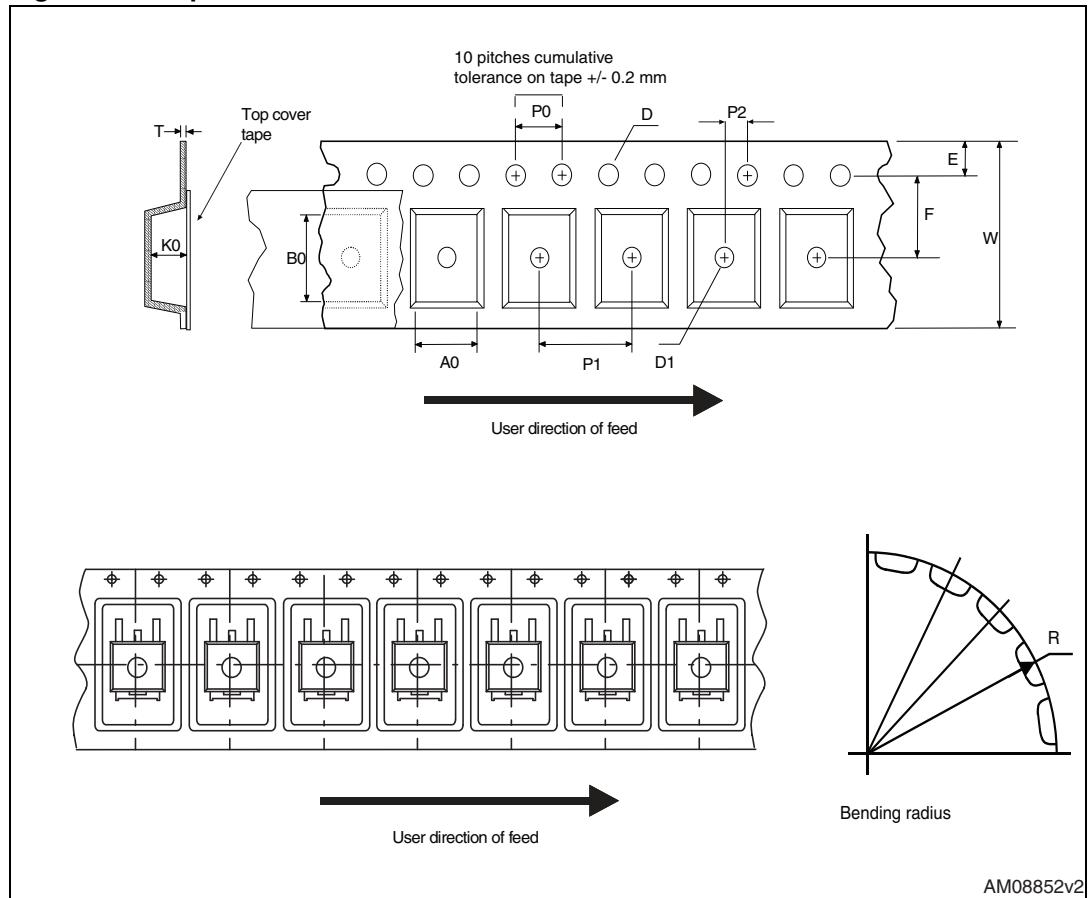 10 pitches cumulative
tolerance on tape +/- 0.2 mm
Top cover
tape
T
P0
D
P2
E
F
W
K0
B0
A0
P1
D1
User direction of feed
R
Bending radius
User direction of feed
AM08852v2